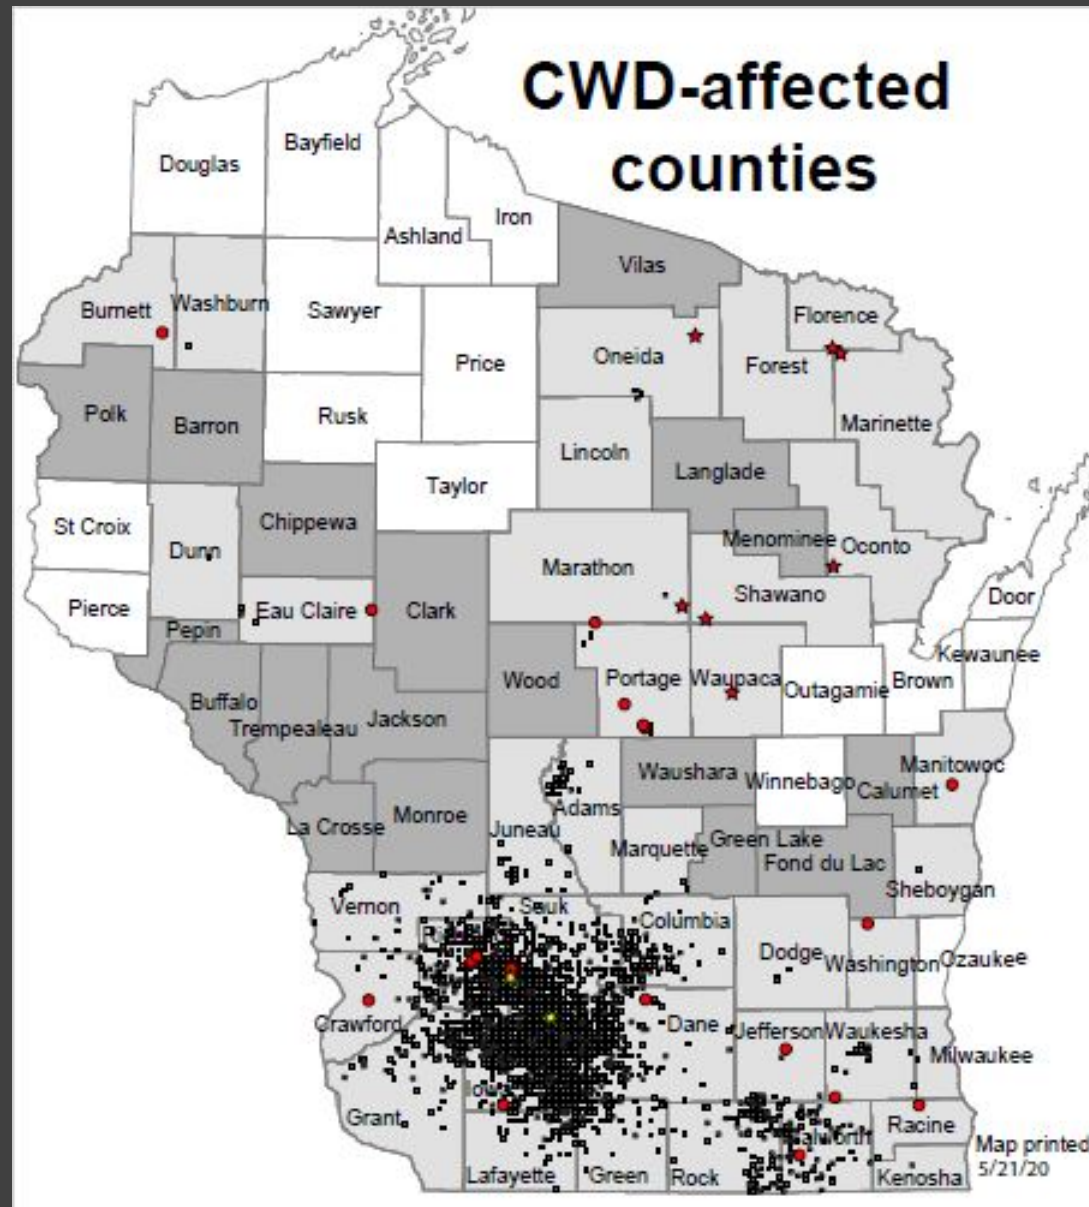 CWD-affected
counties
Bayfield
Douglas
Iron
Ashland
Vilas
Burnett
Washburn
Sawyer
Florence
Oneida
Price
Forest
Polk
Barron
Rusk
Marinette
Lincoln
Langlade
Taylor
St Croix
Chippewa
Dunn
Menominee
Oconto
Marathon
Shawano
Door
Pierce
Eau Claire
Clark
Pepin
Kewaunee
Wood
Portage
Waupaca
Outagamie
Brown
Buffalo
Trempealeau
Jackson
Waushara
Winnebago
Manitowoc
Calumet
Adams
La Crosse
Monroe
Juneau
Marquette
Green Lake
Fond du Lac
Sheboygan
Vernon
Sauk
Columbia
Dodge
Washington
Ozaukee
Crawford
Dane
Jefferson
Waukesha
Milwaukee
Grant
Racine
Lafayette
Green
Rock
Kenosha
Map printed
5/21/20